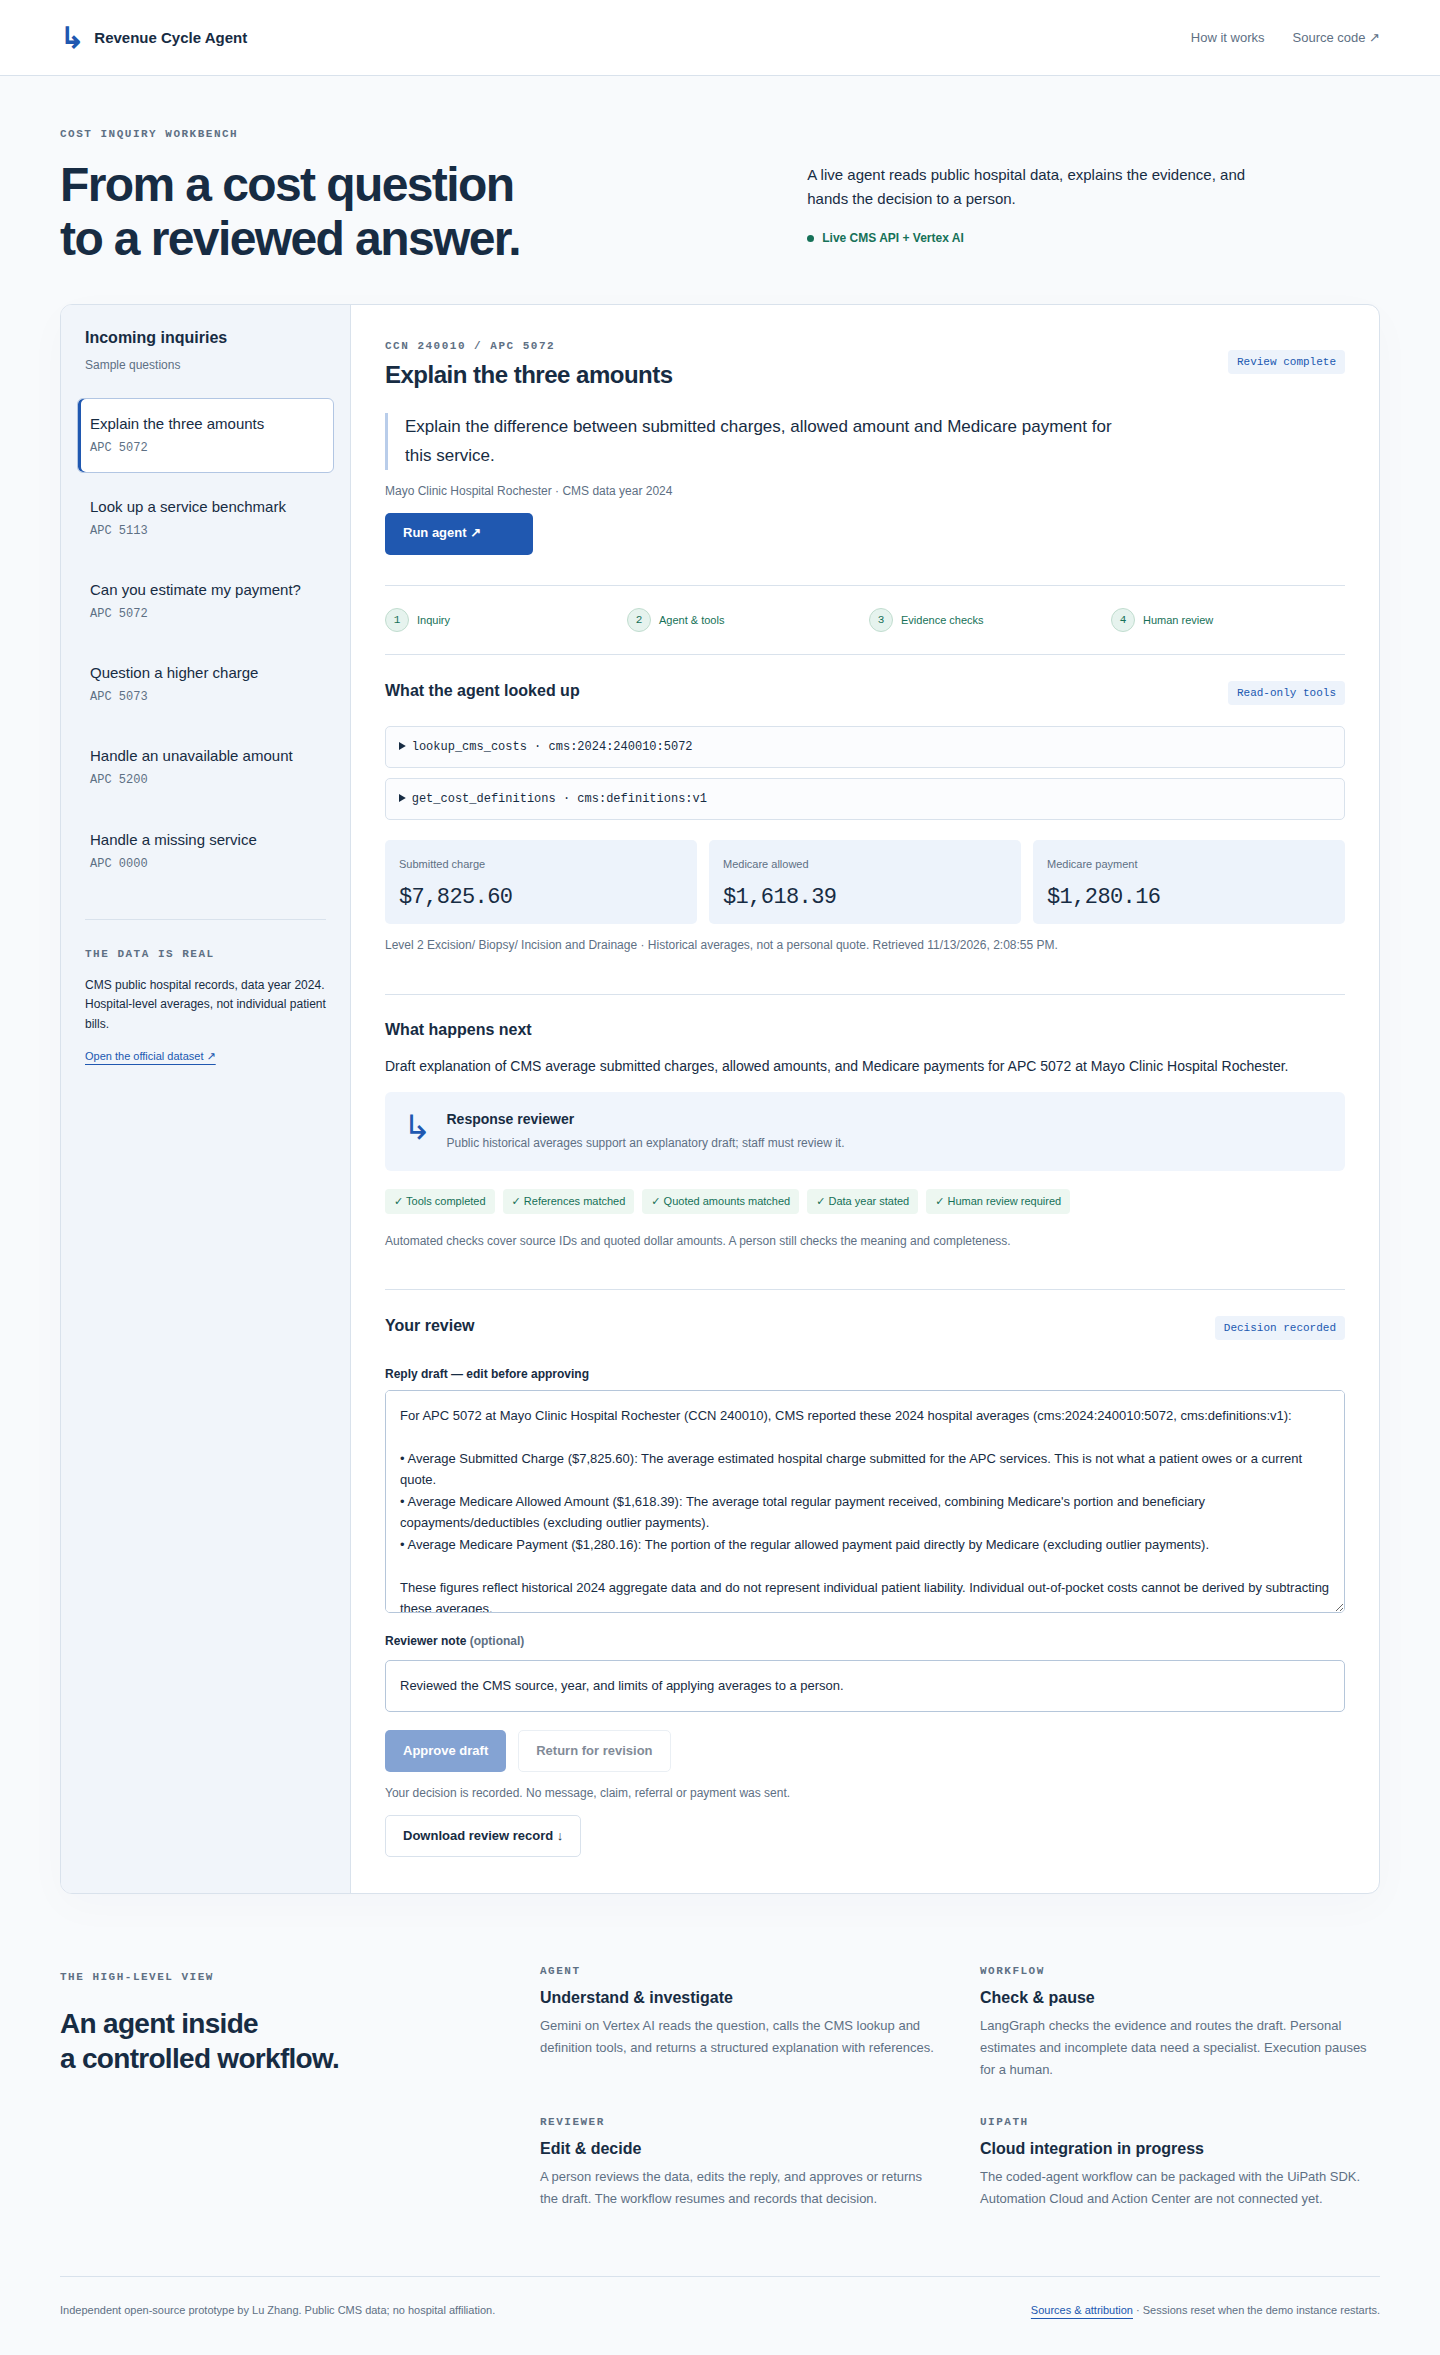 ↳ Revenue Cycle Agent
How it works
Source code ↗
COST INQUIRY WORKBENCH
From a cost question
to a reviewed answer.
A live agent reads public hospital data, explains the evidence, and
hands the decision to a person.
Live CMS API + Vertex AI
Incoming inquiries
Sample questions
Explain the three amounts
APC 5072
Look up a service benchmark
APC 5113
Can you estimate my payment?
APC 5072
Question a higher charge
APC 5073
Handle an unavailable amount
APC 5200
Handle a missing service
APC 0000
THE DATA IS REAL
CMS public hospital records, data year 2024.
Hospital-level averages, not individual patient
bills.
Open the official dataset ↗
CCN 240010 / APC 5072
Explain the three amounts
Review complete
Explain the difference between submitted charges, allowed amount and Medicare payment for
this service.
Mayo Clinic Hospital Rochester · CMS data year 2024
Run agent ↗
1 Inquiry
2 Agent & tools
3 Evidence checks
4 Human review
What the agent looked up
Read-only tools
▶ lookup_cms_costs · cms:2024:240010:5072
▶ get_cost_definitions · cms:definitions:v1
Submitted charge
$7,825.60
Medicare allowed
$1,618.39
Medicare payment
$1,280.16
Level 2 Excision/ Biopsy/ Incision and Drainage · Historical averages, not a personal quote. Retrieved 11/13/2026, 2:08:55 PM.
What happens next
Draft explanation of CMS average submitted charges, allowed amounts, and Medicare payments for APC 5072 at Mayo Clinic Hospital Rochester.
↳ Response reviewer
Public historical averages support an explanatory draft; staff must review it.
✓ Tools completed
✓ References matched
✓ Quoted amounts matched
✓ Data year stated
✓ Human review required
Automated checks cover source IDs and quoted dollar amounts. A person still checks the meaning and completeness.
Your review
Decision recorded
Reply draft — edit before approving
For APC 5072 at Mayo Clinic Hospital Rochester (CCN 240010), CMS reported these 2024 hospital averages (cms:2024:240010:5072, cms:definitions:v1):
• Average Submitted Charge ($7,825.60): The average estimated hospital charge submitted for the APC services. This is not what a patient owes or a current
quote.
• Average Medicare Allowed Amount ($1,618.39): The average total regular payment received, combining Medicare's portion and beneficiary
copayments/deductibles (excluding outlier payments).
• Average Medicare Payment ($1,280.16): The portion of the regular allowed payment paid directly by Medicare (excluding outlier payments).
These figures reflect historical 2024 aggregate data and do not represent individual patient liability. Individual out-of-pocket costs cannot be derived by subtracting
these averages.
Reviewer note (optional)
Reviewed the CMS source, year, and limits of applying averages to a person.
Approve draft
Return for revision
Your decision is recorded. No message, claim, referral or payment was sent.
Download review record ↓
THE HIGH-LEVEL VIEW
An agent inside
a controlled workflow.
AGENT
Understand & investigate
Gemini on Vertex AI reads the question, calls the CMS lookup and
definition tools, and returns a structured explanation with references.
WORKFLOW
Check & pause
LangGraph checks the evidence and routes the draft. Personal
estimates and incomplete data need a specialist. Execution pauses
for a human.
REVIEWER
Edit & decide
A person reviews the data, edits the reply, and approves or returns
the draft. The workflow resumes and records that decision.
UIPATH
Cloud integration in progress
The coded-agent workflow can be packaged with the UiPath SDK.
Automation Cloud and Action Center are not connected yet.
Independent open-source prototype by Lu Zhang. Public CMS data; no hospital affiliation.
Sources & attribution · Sessions reset when the demo instance restarts.